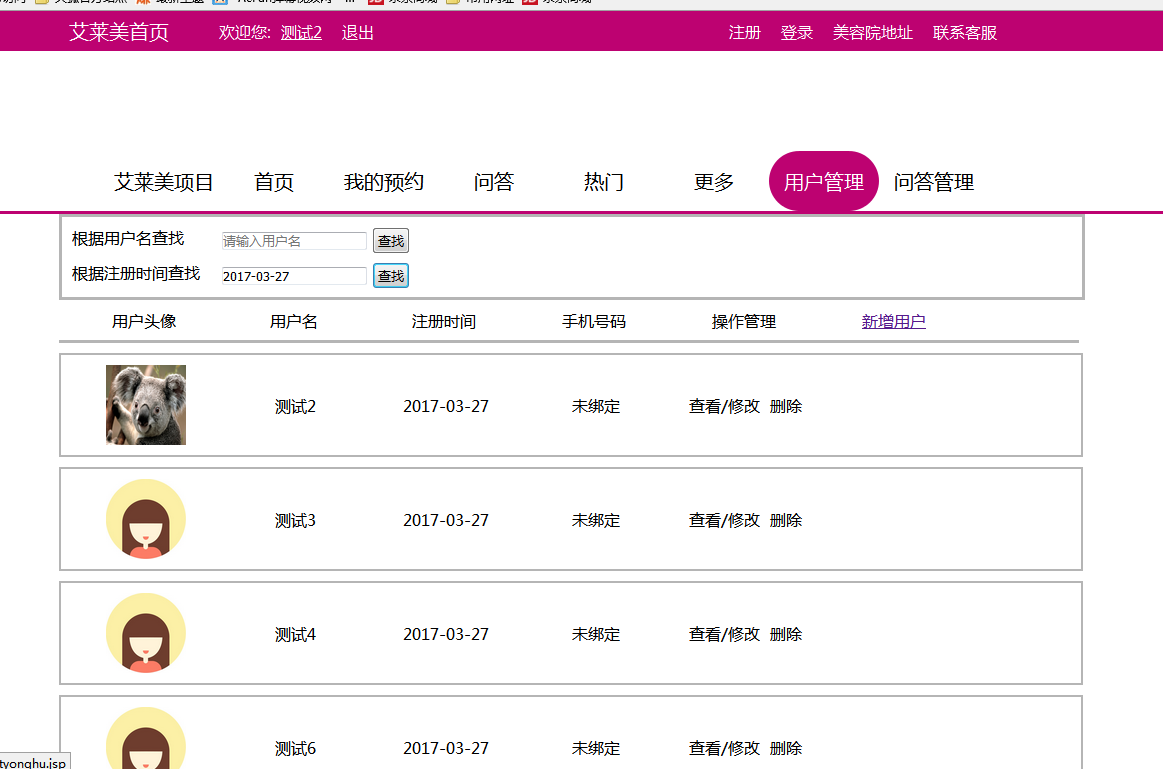 艾莱美首页 欢迎您: 测试2 退出 注册 登录 美容院地址 联系客服
艾莱美项目 首页 我的预约 问答 热门 更多 用户管理 问答管理
根据用户名查找 请输入用户名 查找
根据注册时间查找 2017-03-27 查找
用户头像 用户名 注册时间 手机号码 操作管理 新增用户
测试2 2017-03-27 未绑定 查看/修改 删除
测试3 2017-03-27 未绑定 查看/修改 删除
测试4 2017-03-27 未绑定 查看/修改 删除
测试6 2017-03-27 未绑定 查看/修改 删除
tyonghu.jsp